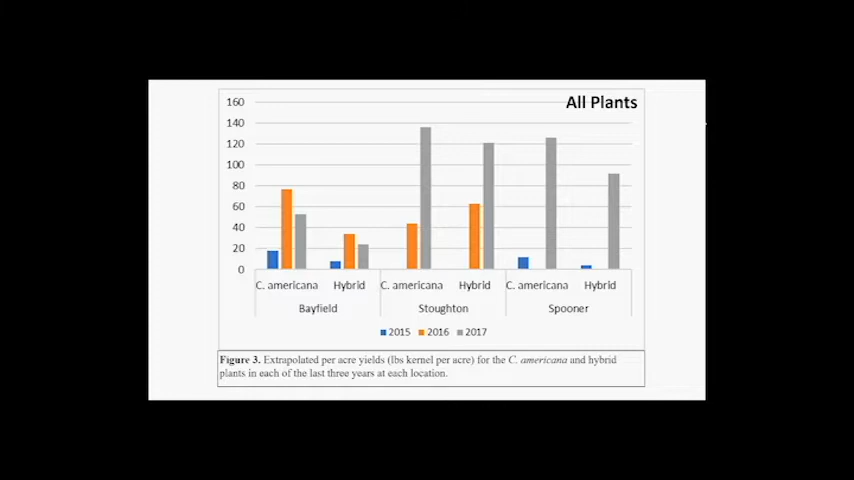 All Plants
160
140
120
100
80
60
40
20
0
C. americana Hybrid C. americana Hybrid C. americana Hybrid
Bayfield Stoughton Spooner
2015 2016 2017
Figure 3. Extrapolated per acre yields (lbs kernel per acre) for the C. americana and hybrid
plants in each of the last three years at each location.